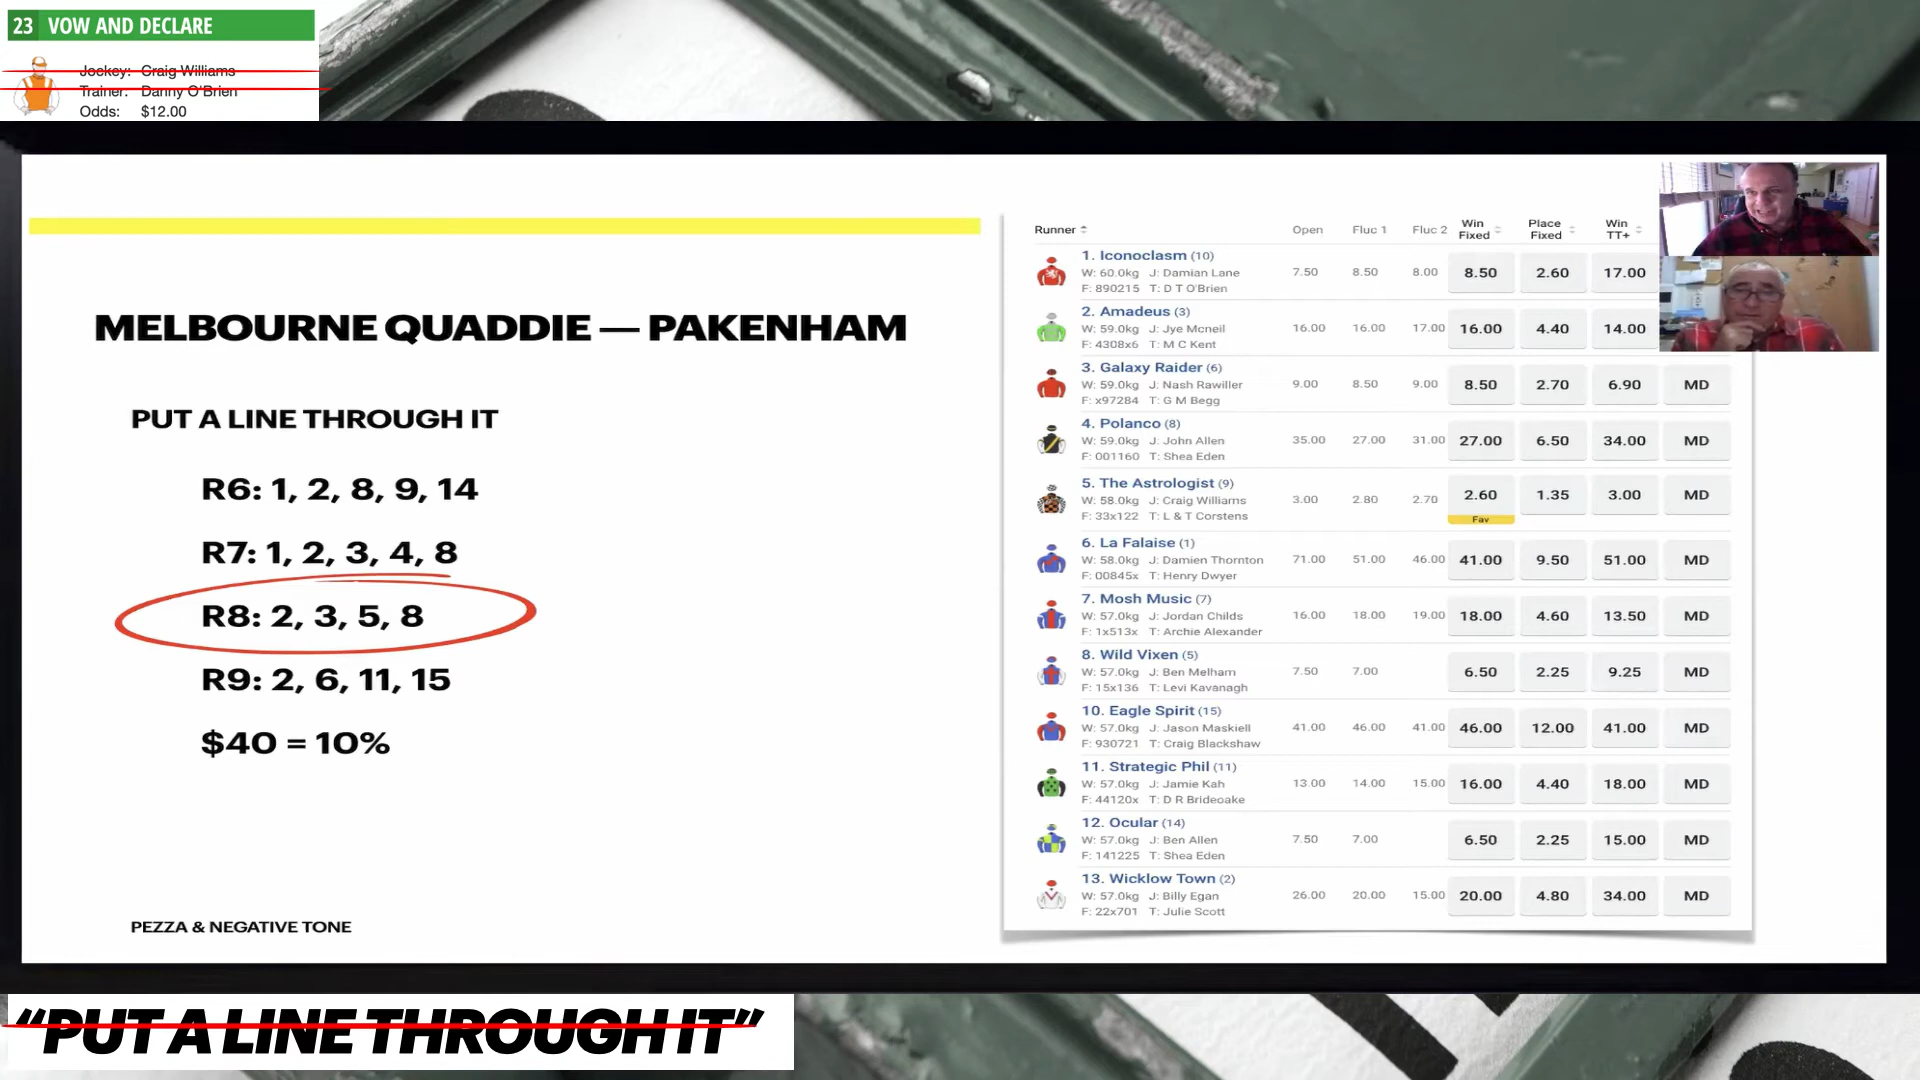 23 VOW AND DECLARE
Jockey: Craig Williams
Trainer: Danny O'Brien
Odds: $12.00
MELBOURNE QUADDIE — PAKENHAM
PUT A LINE THROUGH IT
R6: 1, 2, 8, 9, 14
R7: 1, 2, 3, 4, 8
R8: 2, 3, 5, 8
R9: 2, 6, 11, 15
$40 = 10%
PEZZA & NEGATIVE TONE
Runner Open Fluc 1 Fluc 2 Win Fixed Place Fixed Win TT+
1. Iconoclasm (10)
W: 60.0kg J: Damian Lane 7.50 8.50 8.00 8.50 2.60 17.00
F: 890215 T: D T O'Brien
2. Amadeus (3)
W: 59.0kg J: Jye Mcneil 16.00 16.00 17.00 16.00 4.40 14.00
F: 4308x6 T: M C Kent
3. Galaxy Raider (6)
W: 59.0kg J: Nash Rawiller 9.00 8.50 9.00 8.50 2.70 6.90 MD
F: x97284 T: G M Begg
4. Polanco (8)
W: 59.0kg J: John Allen 35.00 27.00 31.00 27.00 6.50 34.00 MD
F: 001160 T: Shea Eden
5. The Astrologist (9)
W: 58.0kg J: Craig Williams 3.00 2.80 2.70 2.60 1.35 3.00 MD
F: 33x122 T: L & T Corstens Fav
6. La Falaise (1)
W: 58.0kg J: Damien Thornton 71.00 51.00 46.00 41.00 9.50 51.00 MD
F: 00845x T: Henry Dwyer
7. Mosh Music (7)
W: 57.0kg J: Jordan Childs 16.00 18.00 19.00 18.00 4.60 13.50 MD
F: 1x513x T: Archie Alexander
8. Wild Vixen (5)
W: 57.0kg J: Ben Melham 7.50 7.00 6.50 2.25 9.25 MD
F: 15x136 T: Levi Kavanagh
10. Eagle Spirit (15)
W: 57.0kg J: Jason Maskiell 41.00 46.00 41.00 46.00 12.00 41.00 MD
F: 930721 T: Craig Blackshaw
11. Strategic Phil (11)
W: 57.0kg J: Jamie Kah 13.00 14.00 15.00 16.00 4.40 18.00 MD
F: 44120x T: D R Brideoake
12. Ocular (14)
W: 57.0kg J: Ben Allen 7.50 7.00 6.50 2.25 15.00 MD
F: 141225 T: Shea Eden
13. Wicklow Town (2)
W: 57.0kg J: Billy Egan 26.00 20.00 15.00 20.00 4.80 34.00 MD
F: 22x701 T: Julie Scott
“PUT A LINE THROUGH IT”